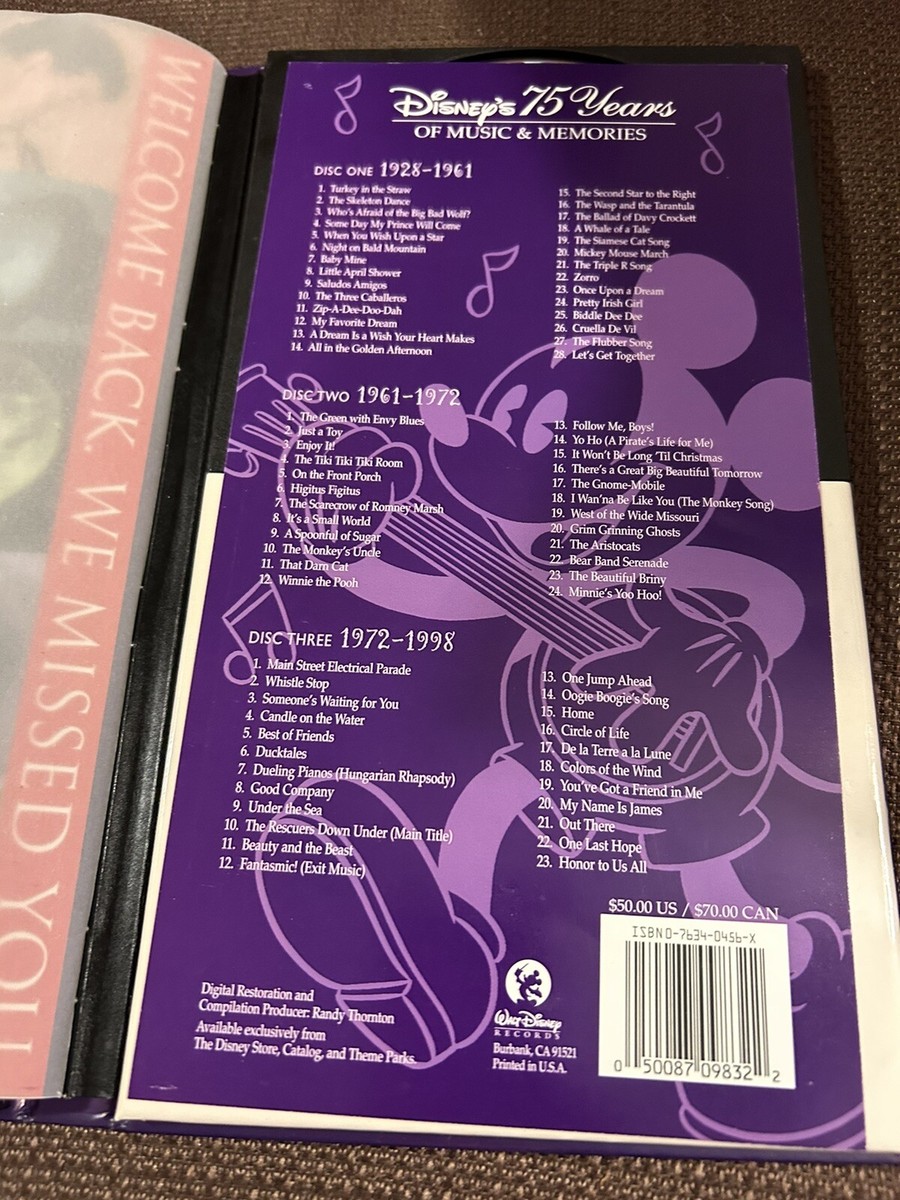 WELCOME BACK WE MISSED YOU
DISNEY'S 75 Years
OF MUSIC & MEMORIES
DISC ONE 1928-1961
1. Turkey in the Straw
2. The Skeleton Dance
3. Who's Afraid of the Big Bad Wolf?
4. Some Day My Prince Will Come
5. When You Wish Upon a Star
6. Night on Bald Mountain
7. Baby Mine
8. Little April Shower
9. Saludos Amigos
10. The Three Caballeros
11. Zip-A-Dee-Doo-Dah
12. My Favorite Dream
13. A Dream Is a Wish Your Heart Makes
14. All in the Golden Afternoon
15. The Second Star to the Right
16. The Wasp and the Tarantula
17. The Ballad of Davy Crockett
18. A Whale of a Tale
19. The Siamese Cat Song
20. Mickey Mouse March
21. The Triple R Song
22. Zorro
23. Once Upon a Dream
24. Pretty Irish Girl
25. Biddle Dee Dee
26. Cruella De Vil
27. The Flubber Song
28. Let's Get Together
DISC TWO 1961-1972
1. The Green with Envy Blues
2. Just a Toy
3. Enjoy It!
4. The Tiki Tiki Tiki Room
5. On the Front Porch
6. Higitus Figitus
7. The Scarecrow of Romney Marsh
8. It's a Small World
9. A Spoonful of Sugar
10. The Monkey's Uncle
11. That Darn Cat
12. Winnie the Pooh
13. Follow Me, Boys!
14. Yo Ho (A Pirate's Life for Me)
15. It Won't Be Long 'Til Christmas
16. There's a Great Big Beautiful Tomorrow
17. The Gnome-Mobile
18. I Wan'na Be Like You (The Monkey Song)
19. West of the Wide Missouri
20. Grim Grinning Ghosts
21. The Aristocats
22. Bear Band Serenade
23. The Beautiful Briny
24. Minnie's Yoo Hoo!
DISC THREE 1972-1998
1. Main Street Electrical Parade
2. Whistle Stop
3. Someone's Waiting for You
4. Candle on the Water
5. Best of Friends
6. Ducktales
7. Dueling Pianos (Hungarian Rhapsody)
8. Good Company
9. Under the Sea
10. The Rescuers Down Under (Main Title)
11. Beauty and the Beast
12. Fantasmic! (Exit Music)
13. One Jump Ahead
14. Oogie Boogie's Song
15. Home
16. Circle of Life
17. De la Terre a la Lune
18. Colors of the Wind
19. You've Got a Friend in Me
20. My Name Is James
21. Out There
22. One Last Hope
23. Honor to Us All
$50.00 US / $70.00 CAN
ISBN 0-7634-0456-X
0 50087 09832 2
Digital Restoration and
Compilation Producer: Randy Thornton
Available exclusively from
The Disney Store, Catalog, and Theme Parks.
WALT DISNEY
RECORDS
Burbank, CA 91521
Printed in U.S.A.